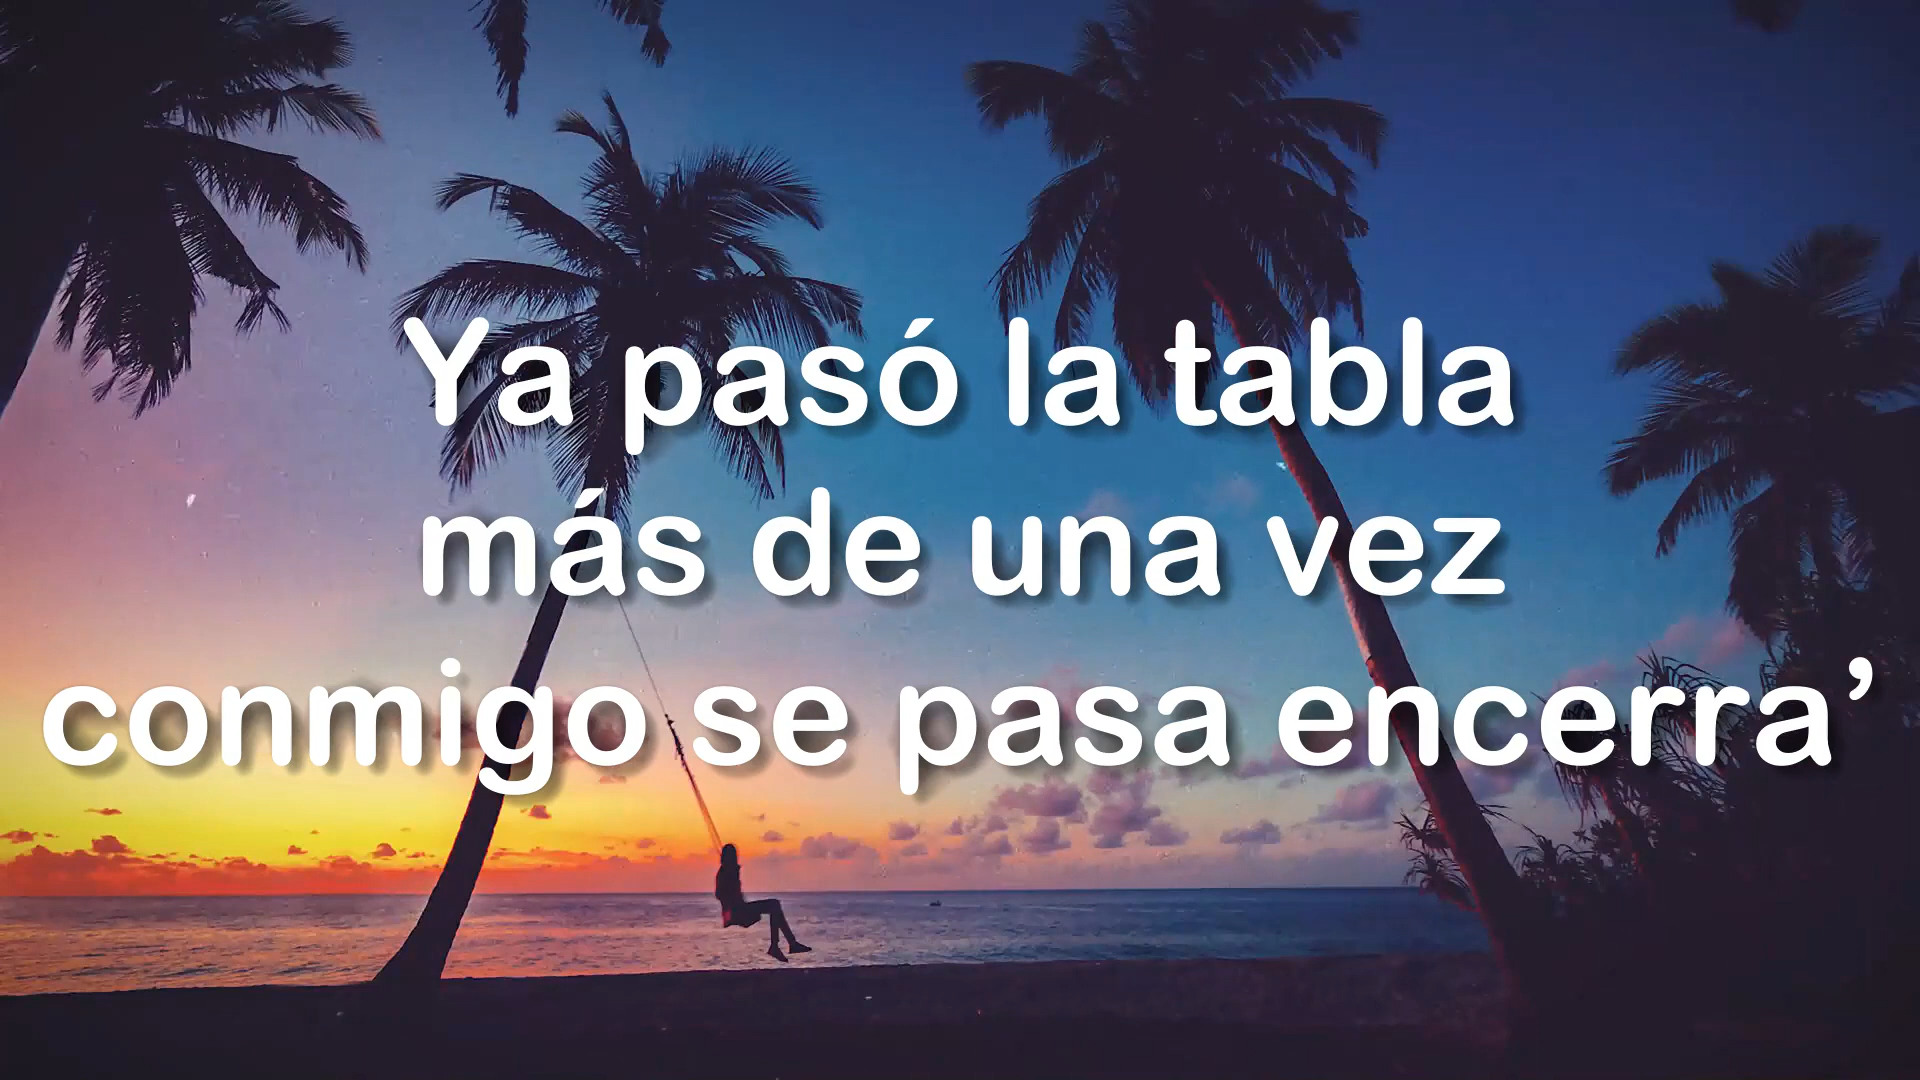 Ya pasó la tabla
más de una vez
conmigo se pasa encerra’